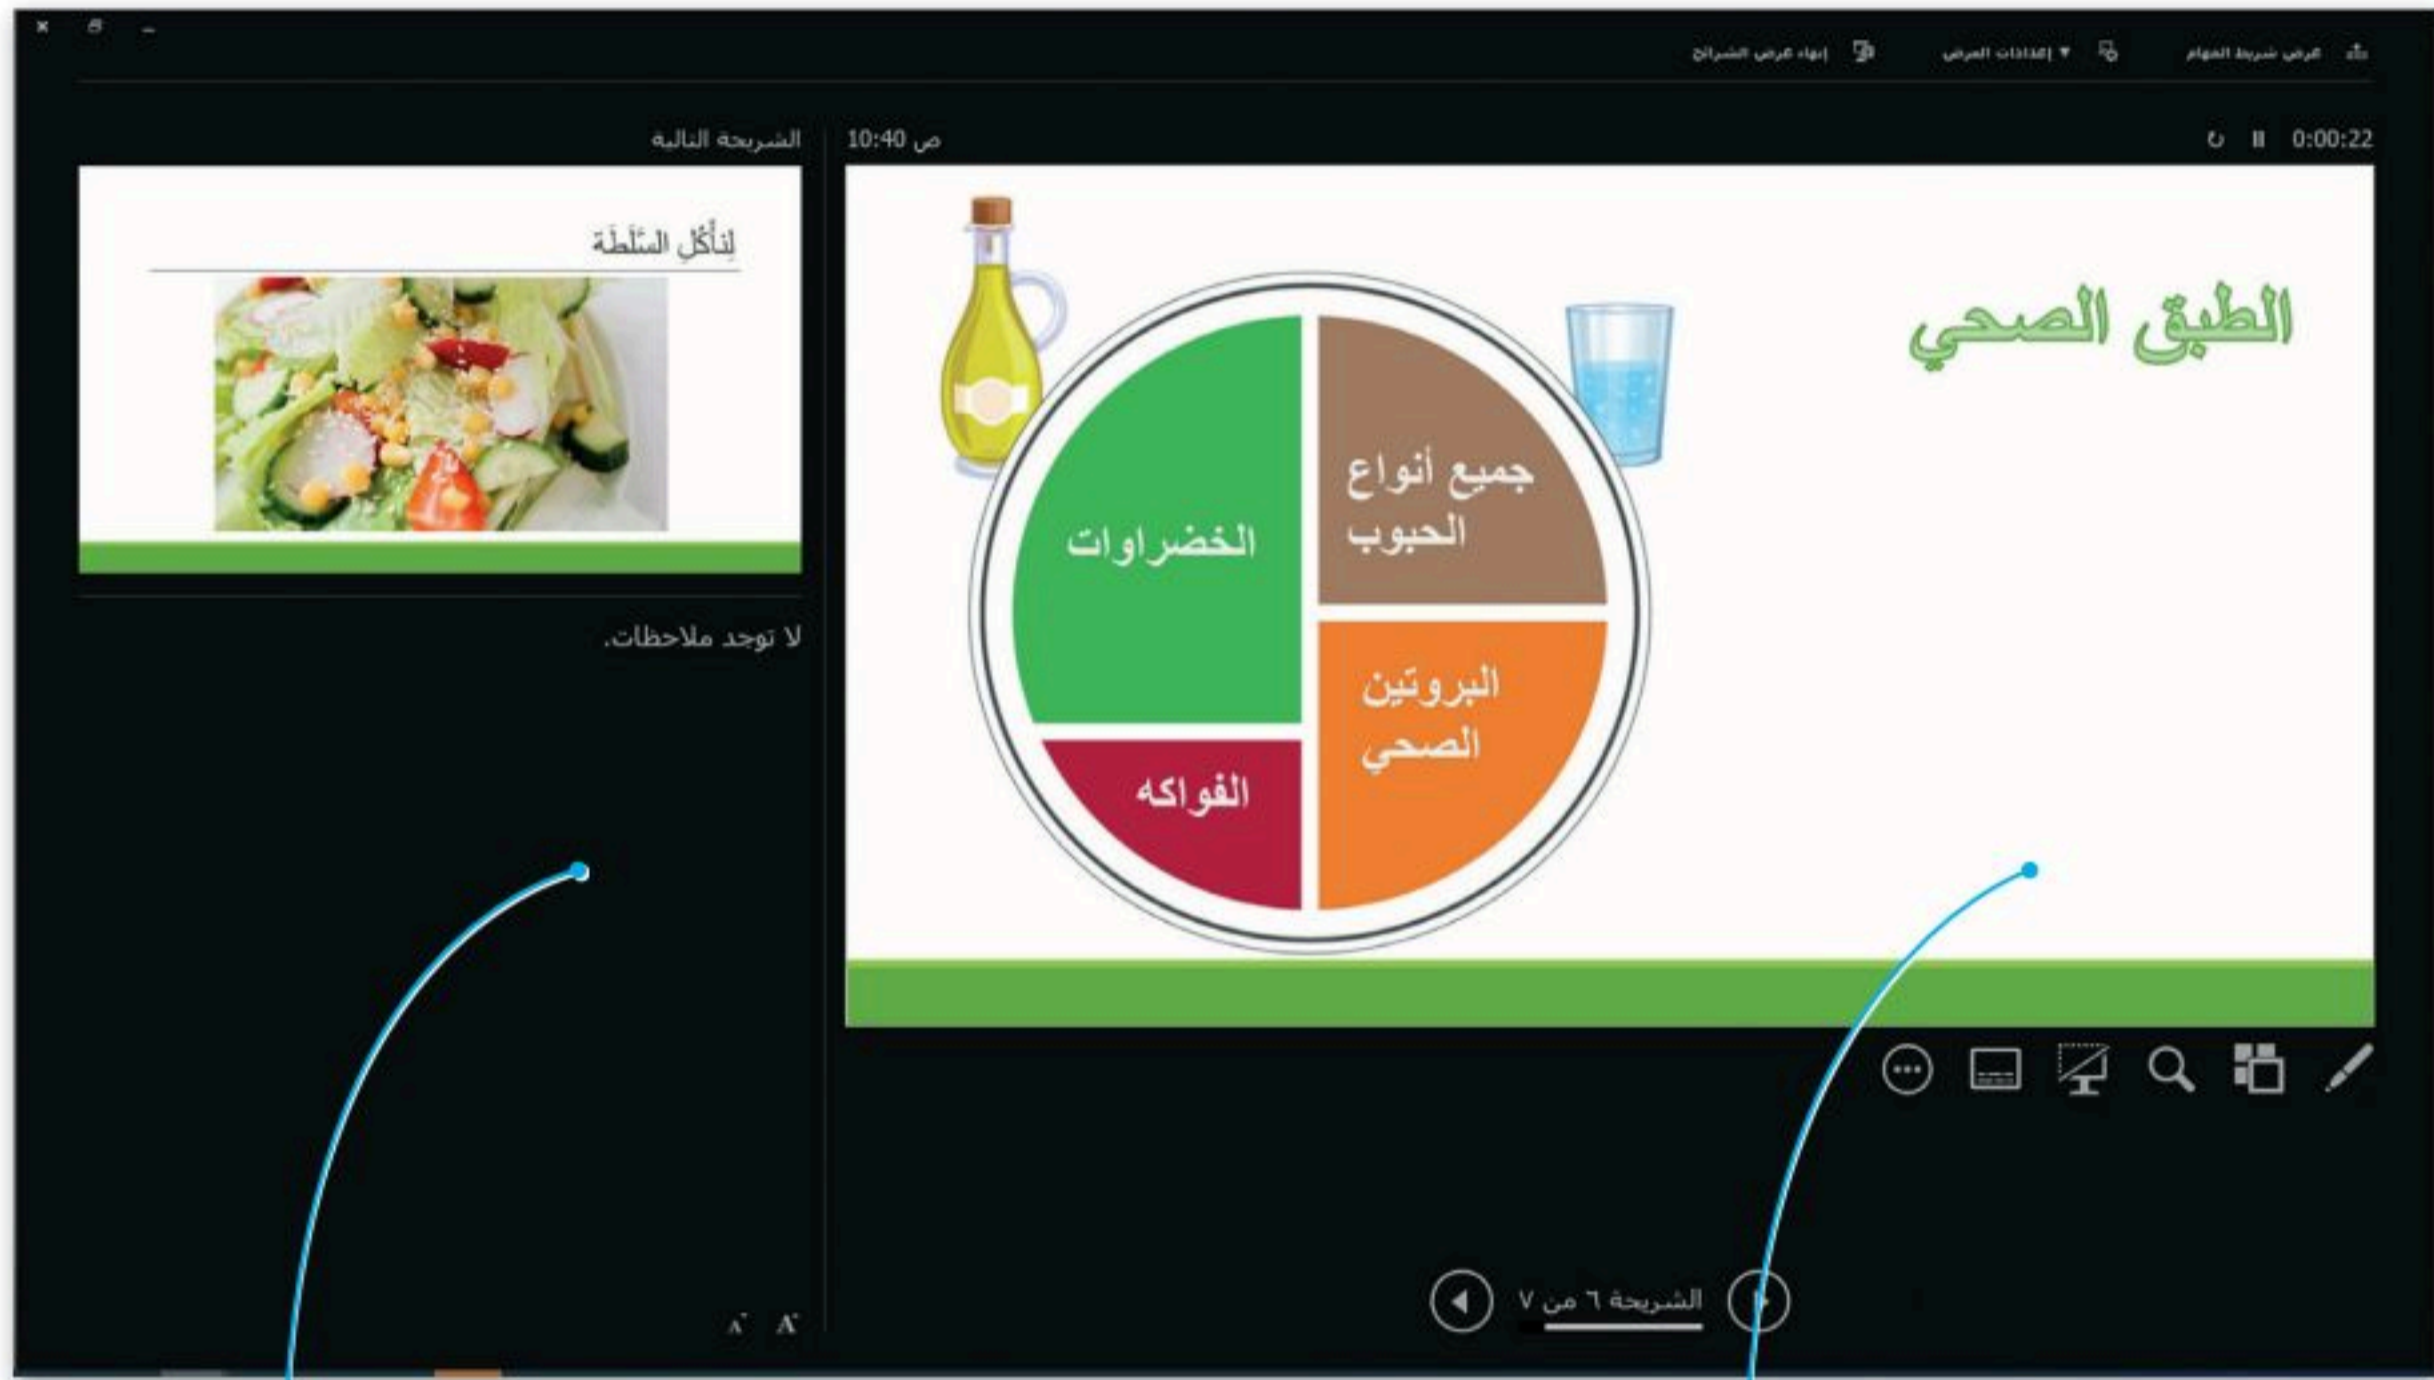 عرض شريط المهام
إعدادات العرض ▼
إنهاء عرض الشرائح
0:00:22
10:40 ص
الشريحة التالية
الطبق الصحي
جميع أنواع
الحبوب
الخضراوات
البروتين
الصحي
الفواكه
الشريحة ٦ من ٧
لِنأْكُلِ السَّلَطَة
لا توجد ملاحظات.
A A